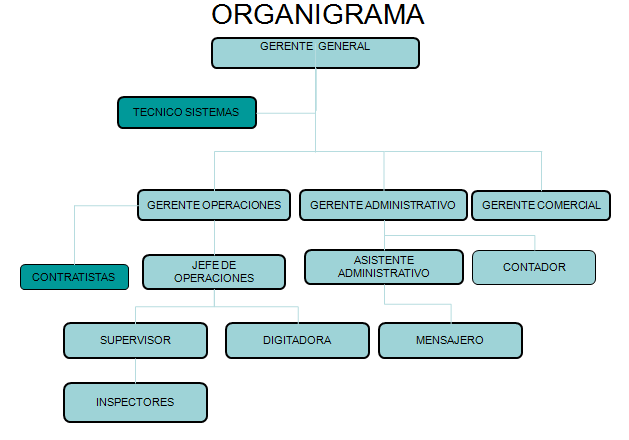 ORGANIGRAMA
GERENTE GENERAL
TECNICO SISTEMAS
GERENTE OPERACIONES
GERENTE ADMINISTRATIVO
GERENTE COMERCIAL
CONTRATISTAS
JEFE DE
OPERACIONES
ASISTENTE
ADMINISTRATIVO
CONTADOR
SUPERVISOR
DIGITADORA
MENSAJERO
INSPECTORES